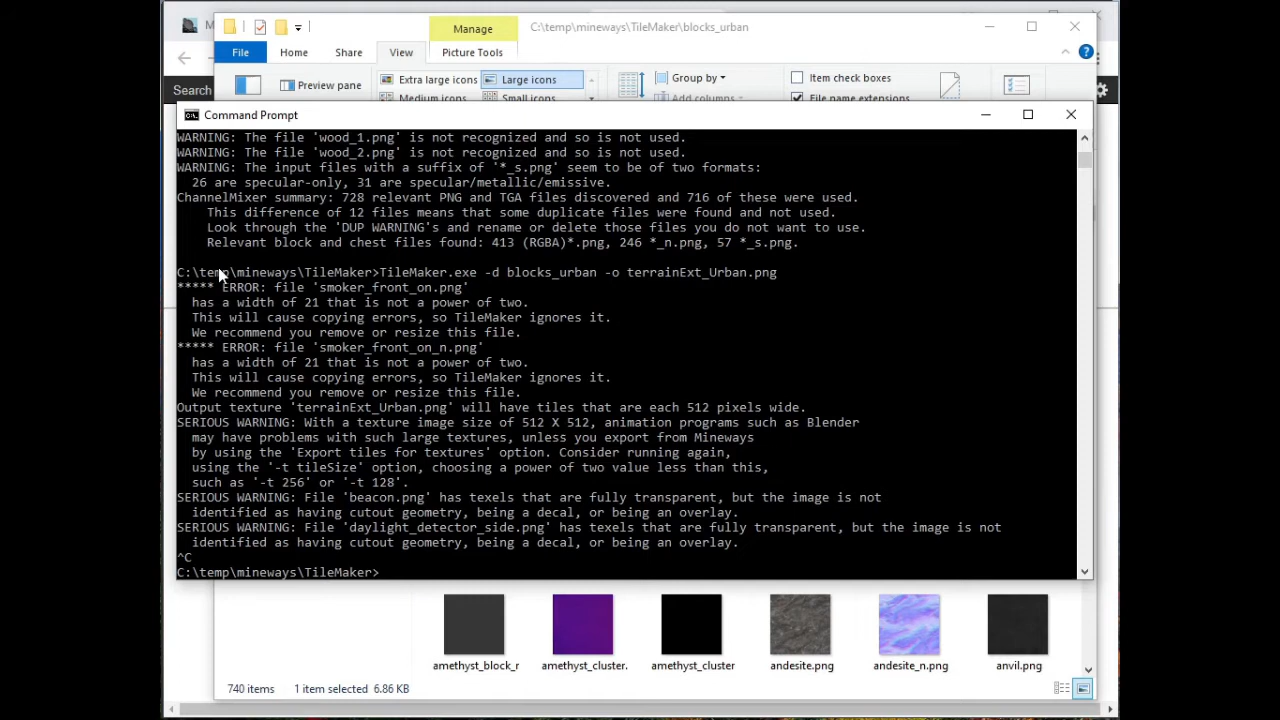 M
Manage
C:\temp\mineways\TileMaker\blocks_urban
File
Home
Share
View
Picture Tools
Search
Preview pane
Extra large icons
Large icons
Medium icons
Small icons
Group by
Add columns
Item check boxes
File name extensions
Command Prompt
WARNING: The file 'wood_1.png' is not recognized and so is not used.
WARNING: The file 'wood_2.png' is not recognized and so is not used.
WARNING: The input files with a suffix of '*_s.png' seem to be of two formats:
26 are specular-only, 31 are specular/metallic/emissive.
ChannelMixer summary: 728 relevant PNG and TGA files discovered and 716 of these were used.
This difference of 12 files means that some duplicate files were found and not used.
Look through the 'DUP WARNING's and rename or delete those files you do not want to use.
Relevant block and chest files found: 413 (RGBA)*.png, 246 *_n.png, 57 *_s.png.
C:\temp\mineways\TileMaker>TileMaker.exe -d blocks_urban -o terrainExt_Urban.png
***** ERROR: file 'smoker_front_on.png'
has a width of 21 that is not a power of two.
This will cause copying errors, so TileMaker ignores it.
We recommend you remove or resize this file.
***** ERROR: file 'smoker_front_on_n.png'
has a width of 21 that is not a power of two.
This will cause copying errors, so TileMaker ignores it.
We recommend you remove or resize this file.
Output texture 'terrainExt_Urban.png' will have tiles that are each 512 pixels wide.
SERIOUS WARNING: With a texture image size of 512 X 512, animation programs such as Blender
may have problems with such large textures, unless you export from Mineways
by using the 'Export tiles for textures' option. Consider running again,
using the '-t tileSize' option, choosing a power of two value less than this,
such as '-t 256' or '-t 128'.
SERIOUS WARNING: File 'beacon.png' has texels that are fully transparent, but the image is not
identified as having cutout geometry, being a decal, or being an overlay.
SERIOUS WARNING: File 'daylight_detector_side.png' has texels that are fully transparent, but the image is not
identified as having cutout geometry, being a decal, or being an overlay.
^C
C:\temp\mineways\TileMaker>
amethyst_block_r
amethyst_cluster.
amethyst_cluster
andesite.png
andesite_n.png
anvil.png
740 items
1 item selected 6.86 KB